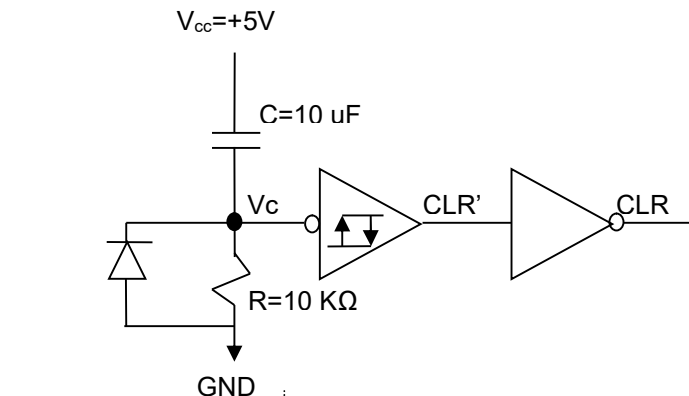 Vcc=+5V
C=10 uF
Vc
CLR'
CLR
R=10 KΩ
GND